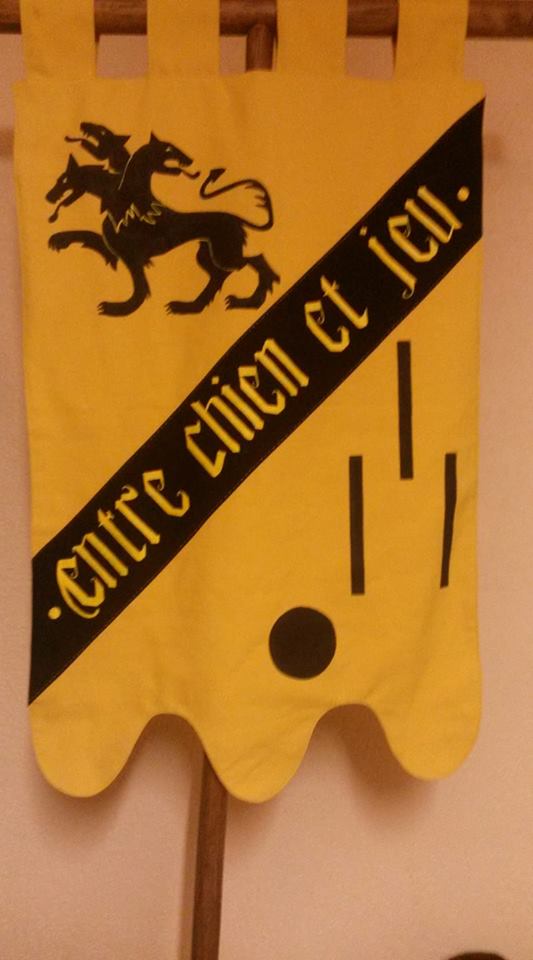 ·entre chien et jeu·